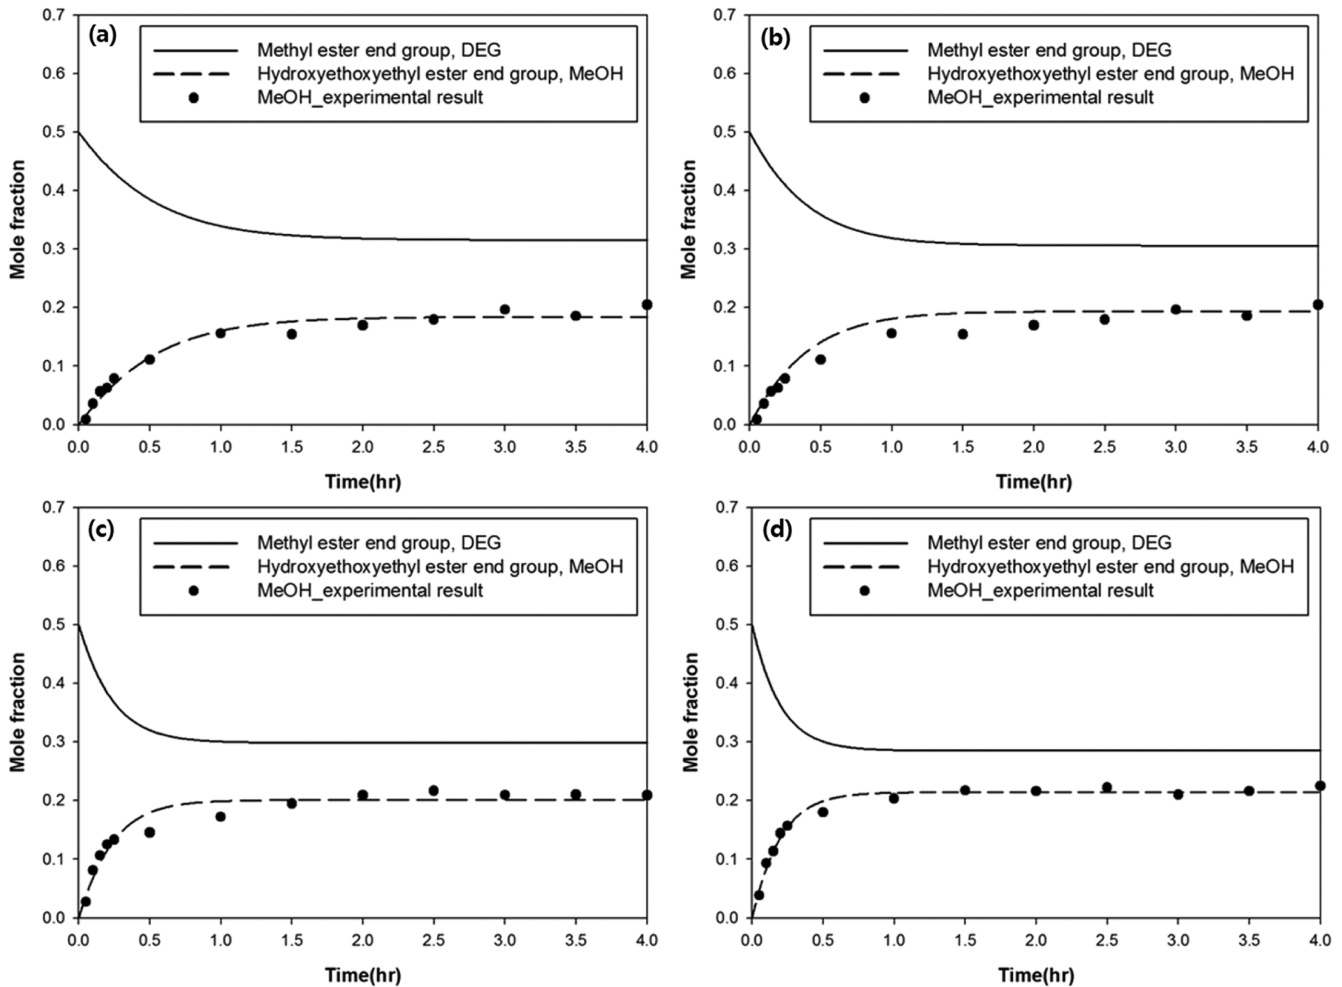 (a)
Methyl ester end group, DEG
Hydroxyethoxyethyl ester end group, MeOH
MeOH_experimental result
0.7
0.6
0.5
0.4
0.3
0.2
0.1
0.0
Mole fraction
0.0 0.5 1.0 1.5 2.0 2.5 3.0 3.5 4.0
Time(hr)
(b)
Methyl ester end group, DEG
Hydroxyethoxyethyl ester end group, MeOH
MeOH_experimental result
0.7
0.6
0.5
0.4
0.3
0.2
0.1
0.0
Mole fraction
0.0 0.5 1.0 1.5 2.0 2.5 3.0 3.5 4.0
Time(hr)
(c)
Methyl ester end group, DEG
Hydroxyethoxyethyl ester end group, MeOH
MeOH_experimental result
0.7
0.6
0.5
0.4
0.3
0.2
0.1
0.0
Mole fraction
0.0 0.5 1.0 1.5 2.0 2.5 3.0 3.5 4.0
Time(hr)
(d)
Methyl ester end group, DEG
Hydroxyethoxyethyl ester end group, MeOH
MeOH_experimental result
0.7
0.6
0.5
0.4
0.3
0.2
0.1
0.0
Mole fraction
0.0 0.5 1.0 1.5 2.0 2.5 3.0 3.5 4.0
Time(hr)